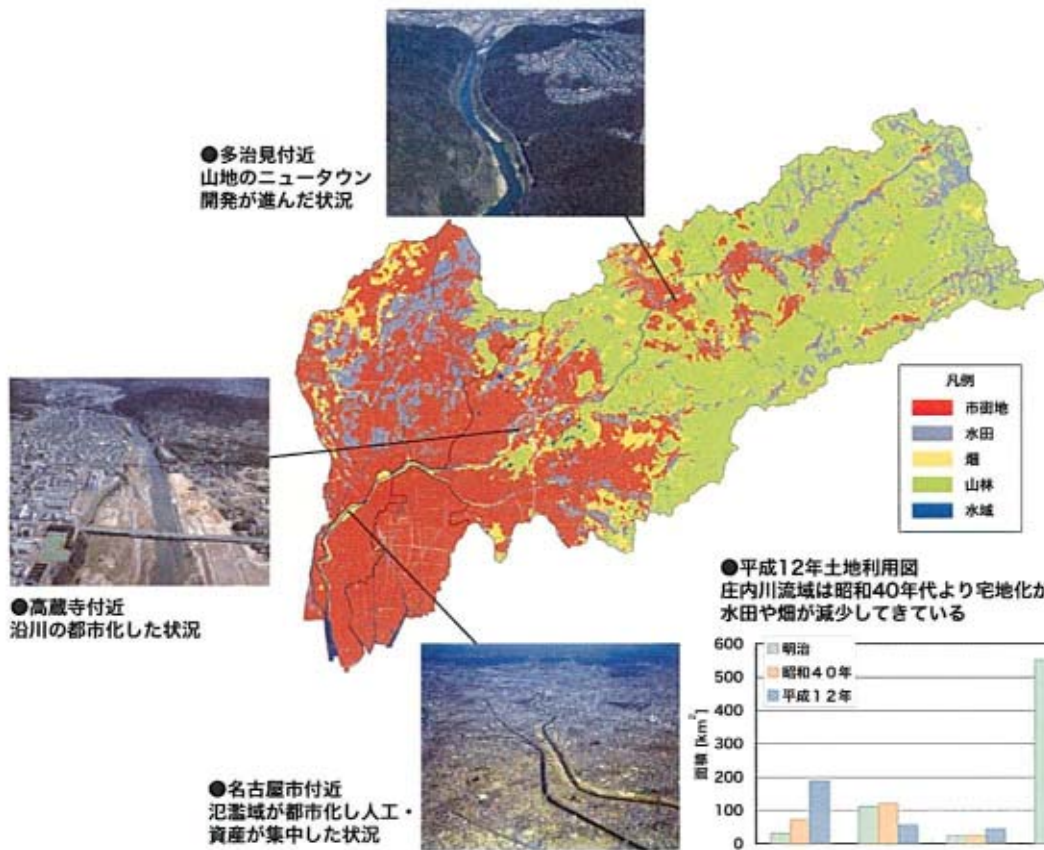 ●多治見付近
山地のニュータウン
開発が進んだ状況
凡例
市街地
水田
畑
山林
水域
●高蔵寺付近
沿川の都市化した状況
●平成12年土地利用図
庄内川流域は昭和40年代より宅地化が
水田や畑が減少してきている
●名古屋市付近
氾濫域が都市化し人工・
資産が集中した状況
明治
昭和40年
平成12年
面積 [km²]
600
500
400
300
200
100
0